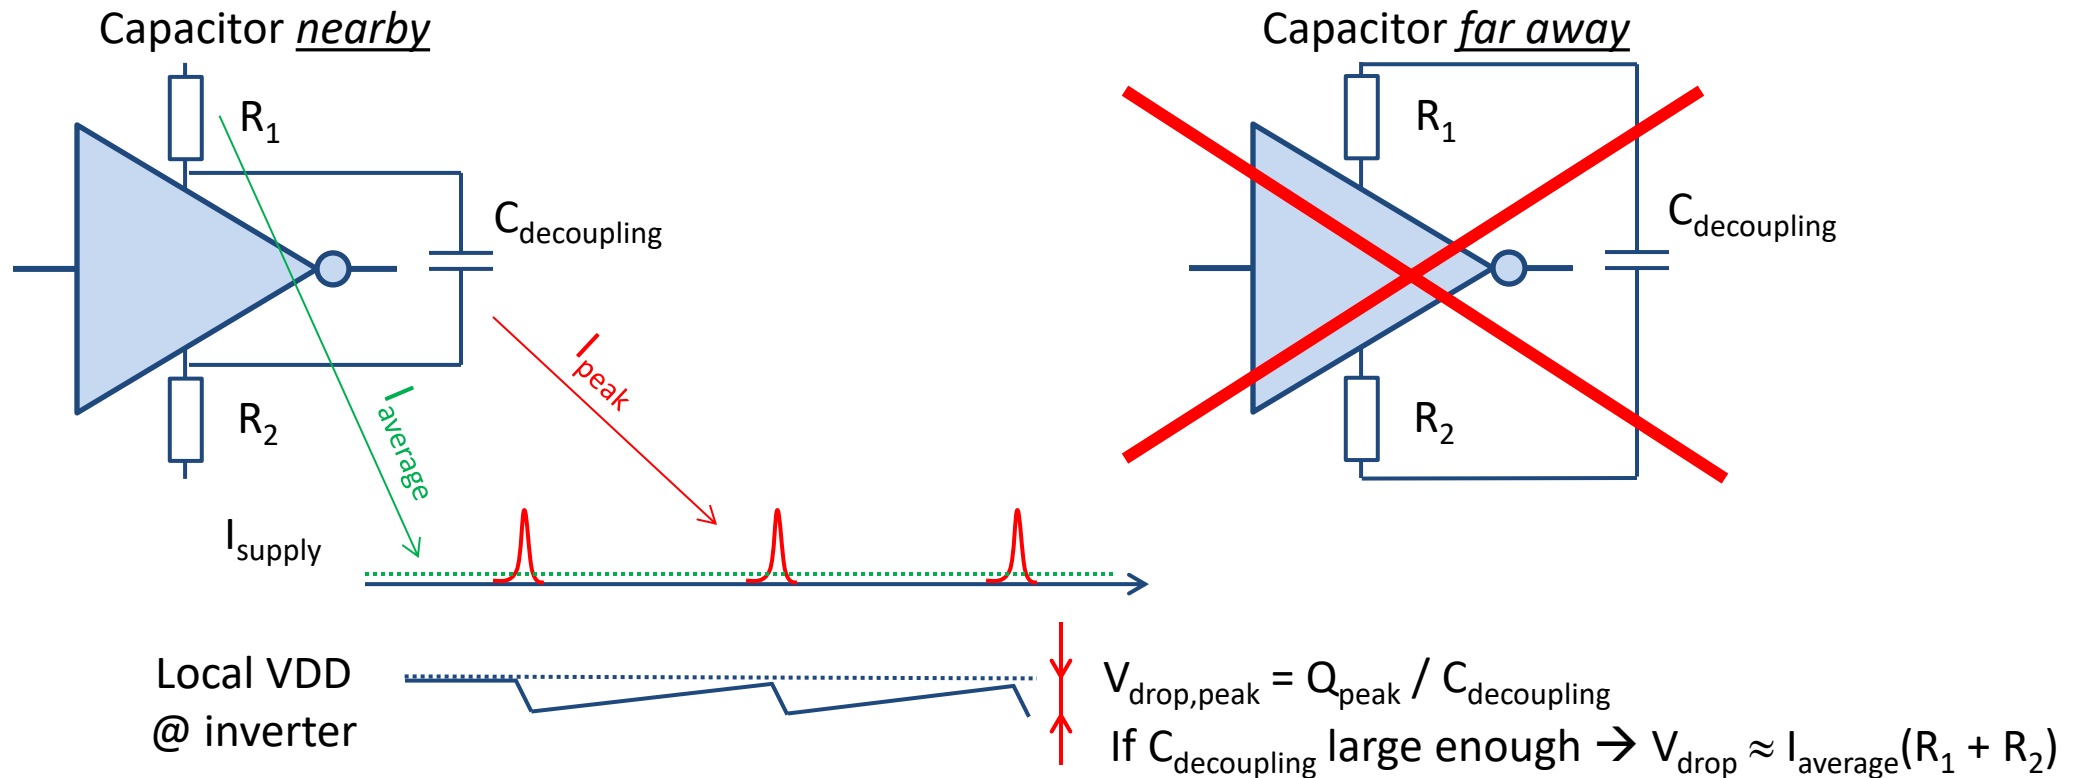 Capacitor nearby
Capacitor far away
R1
R1
Cdecoupling
Cdecoupling
Ipeak
Iaverage
R2
R2
Isupply
Local VDD
@ inverter
Vdrop,peak = Qpeak / Cdecoupling
If Cdecoupling large enough → Vdrop ≈ Iaverage(R1 + R2)